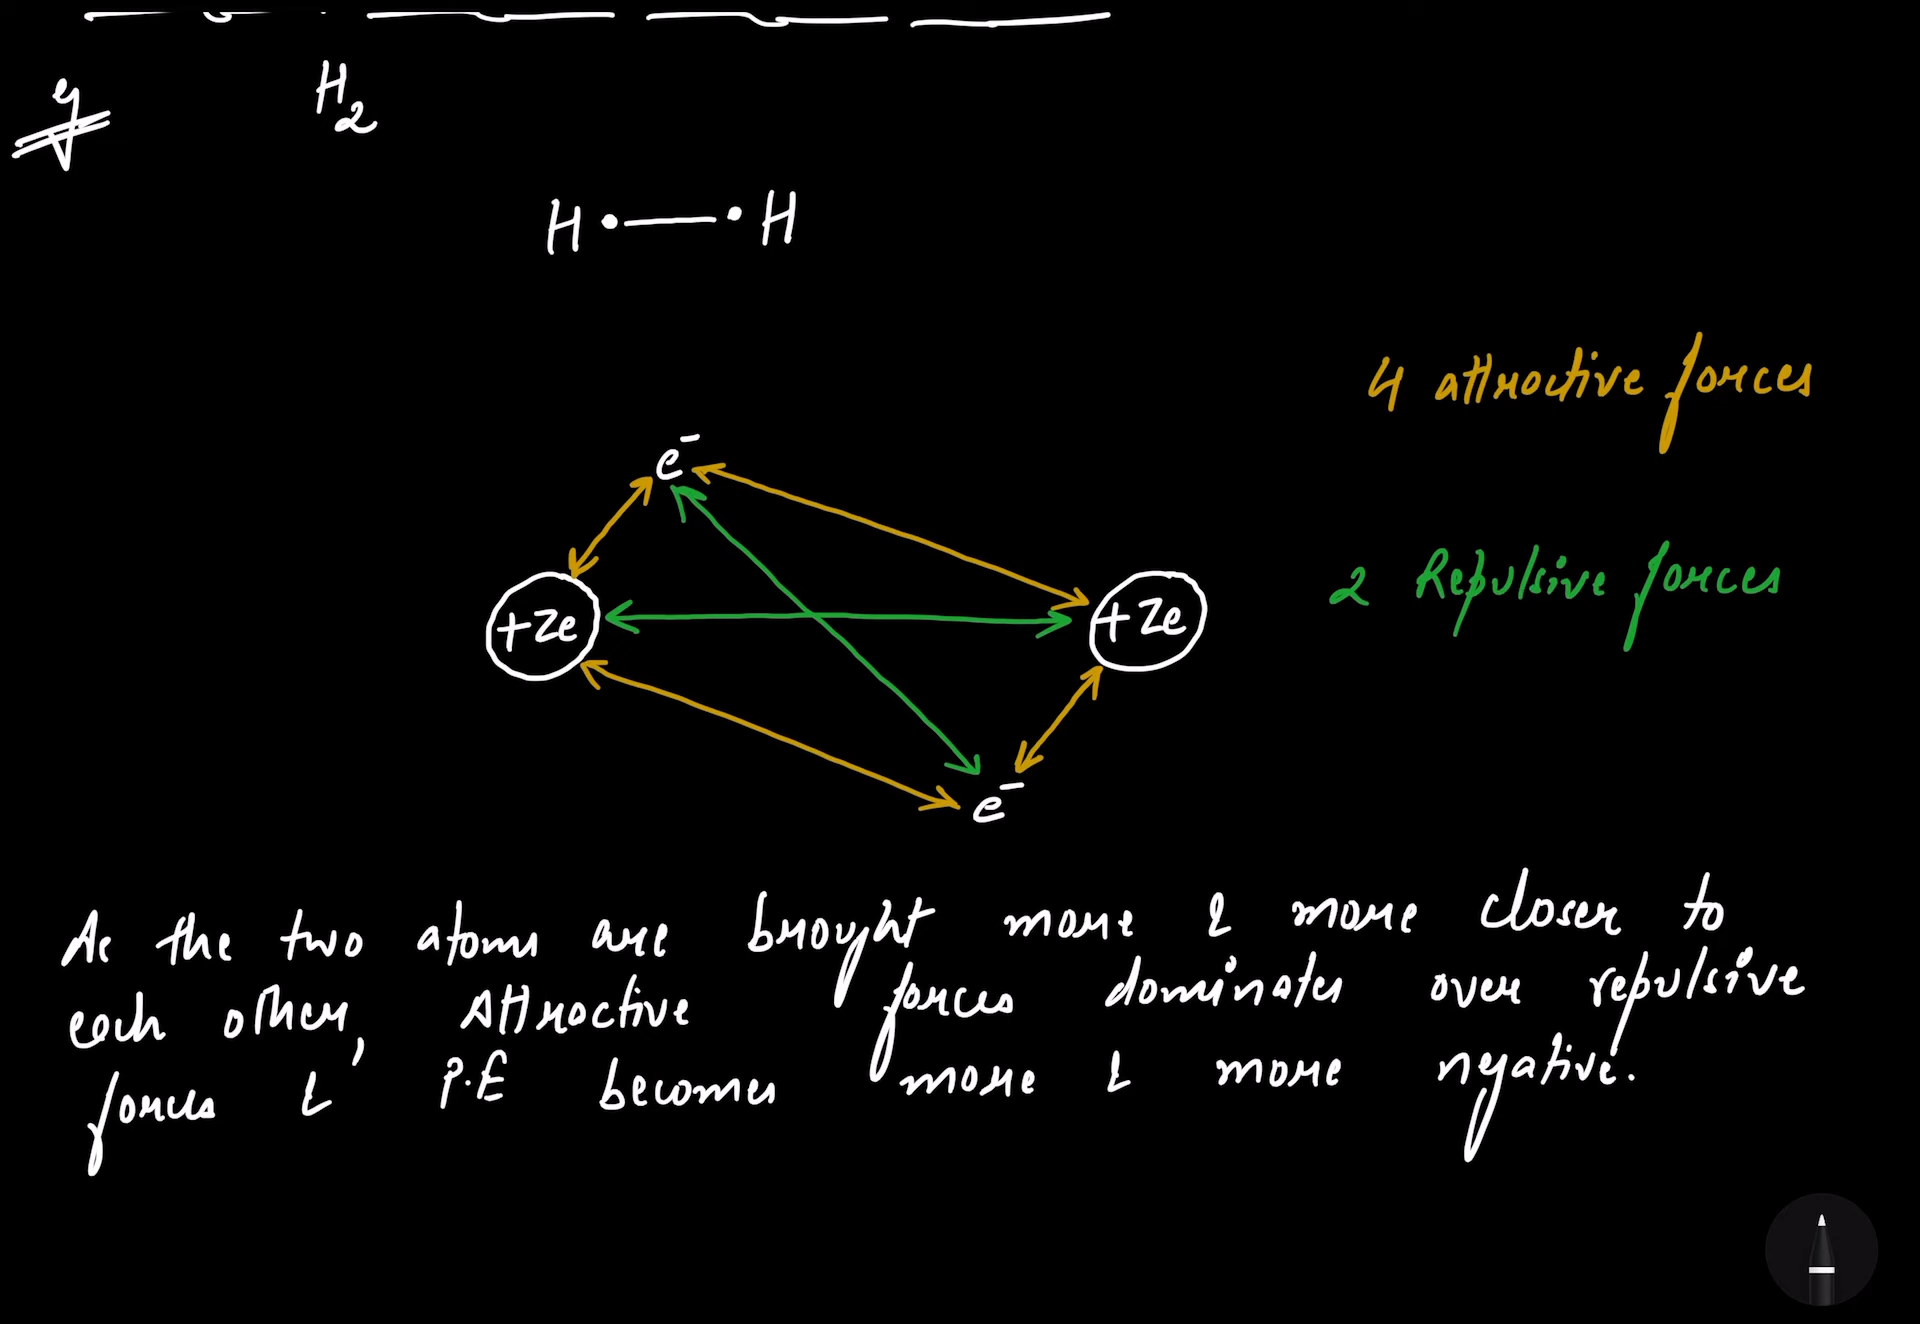 eg
H2
H•—•H
4 attractive forces
e⁻
+Ze
+Ze
2 Repulsive forces
e⁻
As the two atoms are brought more & more closer to
each other, Attractive forces dominates over repulsive
forces & P.E becomes more & more negative.